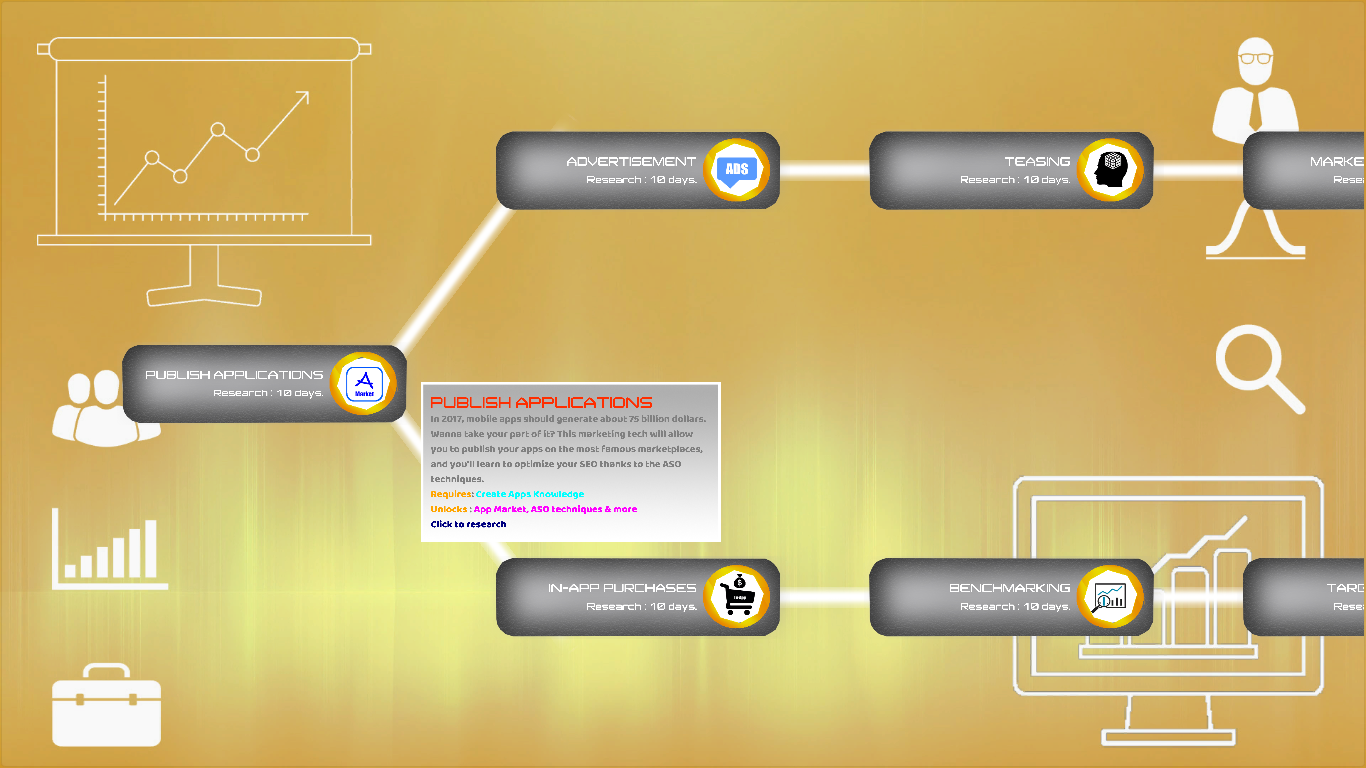 ADVERTISEMENT
Research : 10 days.
ADS
TEASING
Research : 10 days.
MARKE
Rese
PUBLISH APPLICATIONS
Research : 10 days.
Market
PUBLISH APPLICATIONS
In 2017, mobile apps should generate about 75 billion dollars.
Wanna take your part of it? This marketing tech will allow
you to publish your apps on the most famous marketplaces,
and you'll learn to optimize your SEO thanks to the ASO
techniques.
Requires: Create Apps Knowledge
Unlocks : App Market, ASO techniques & more
Click to research
IN-APP PURCHASES
Research : 10 days.
BENCHMARKING
Research : 10 days.
TARG
Rese